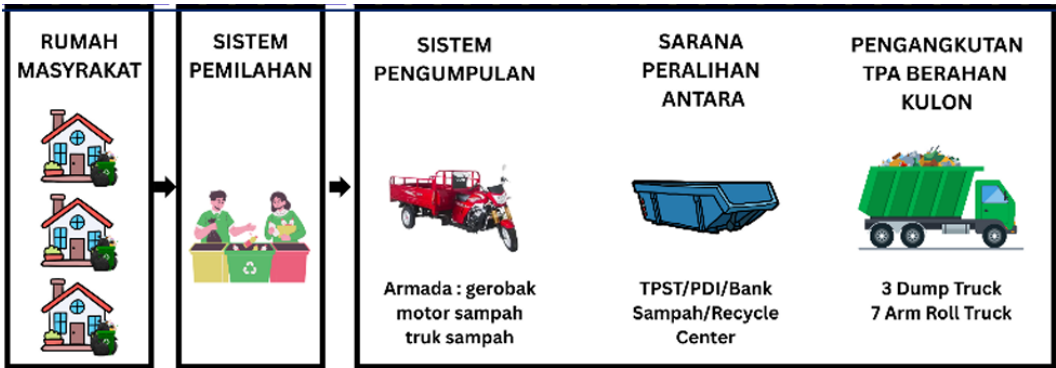 RUMAH
MASYRAKAT
SISTEM
PEMILAHAN
SISTEM
PENGUMPULAN
Armada : gerobak
motor sampah
truk sampah
SARANA
PERALIHAN
ANTARA
TPST/PDI/Bank
Sampah/Recycle
Center
PENGANGKUTAN
TPA BERAHAN
KULON
3 Dump Truck
7 Arm Roll Truck